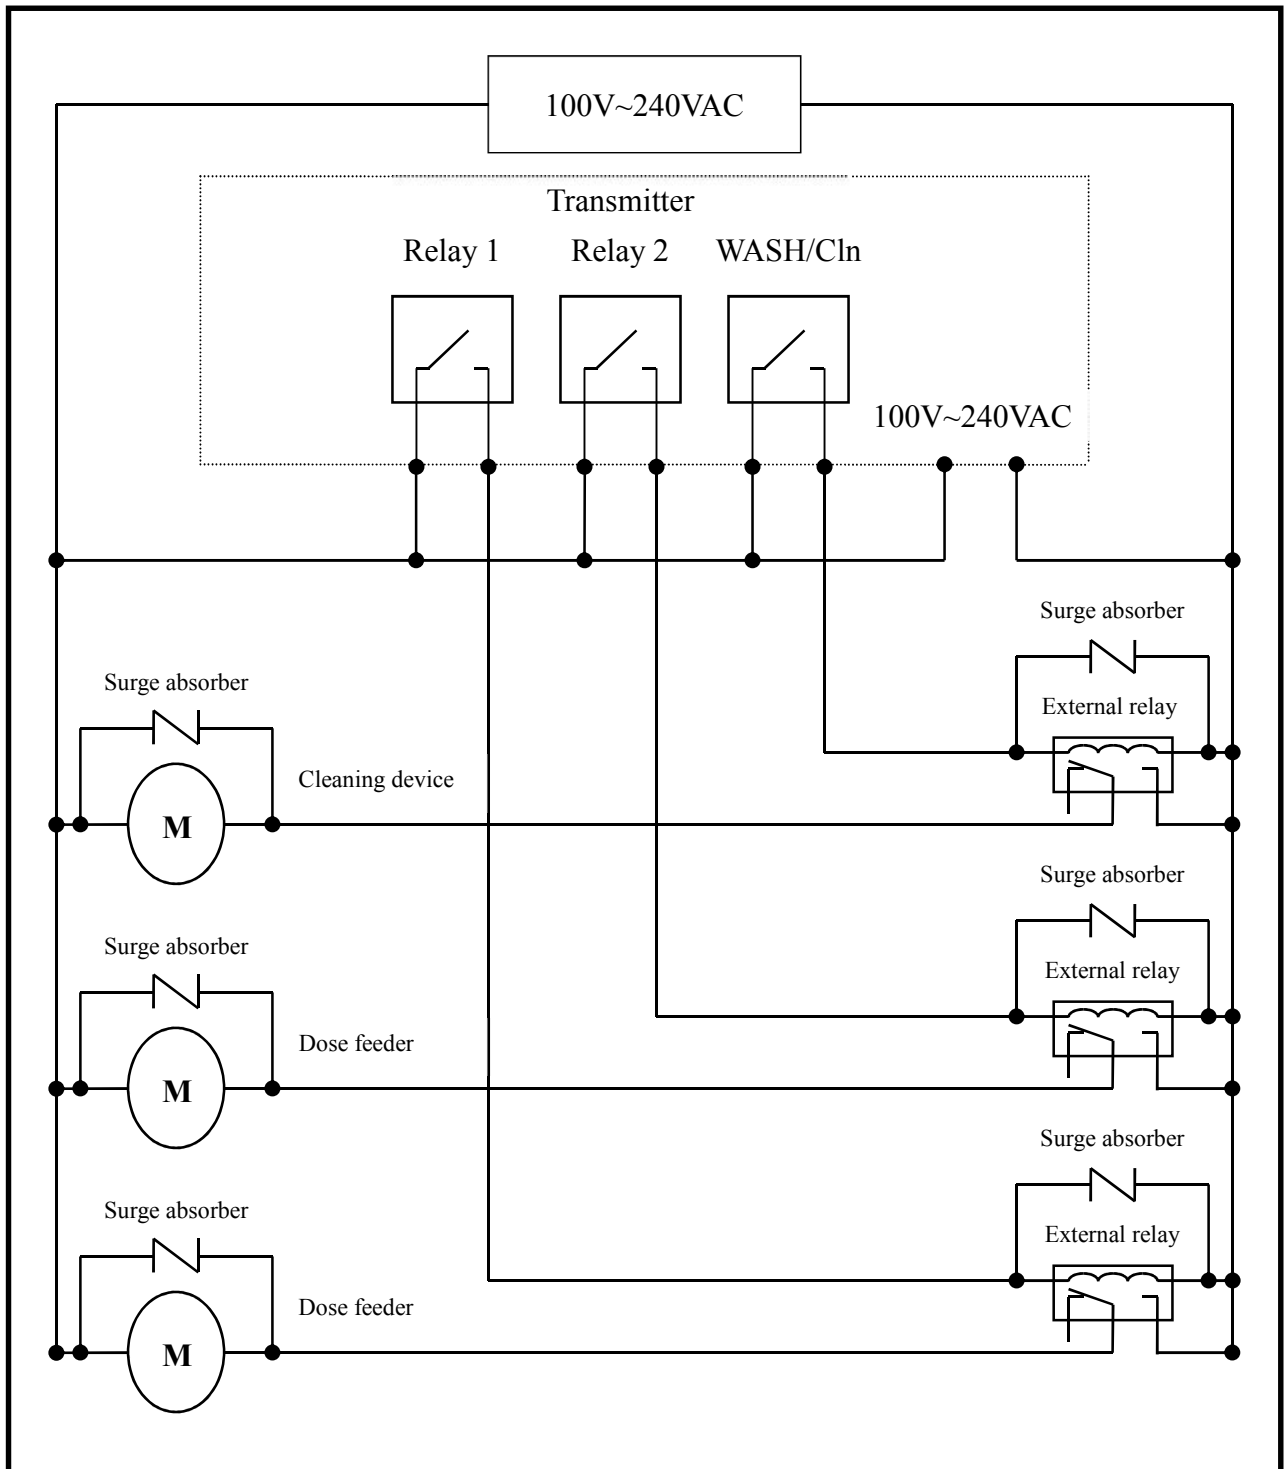 100V~240VAC
Transmitter
Relay 1 Relay 2 WASH/Cln
100V~240VAC
Surge absorber
Surge absorber
External relay
Cleaning device
M
Surge absorber
Surge absorber
External relay
Dose feeder
M
Surge absorber
Surge absorber
External relay
Dose feeder
M